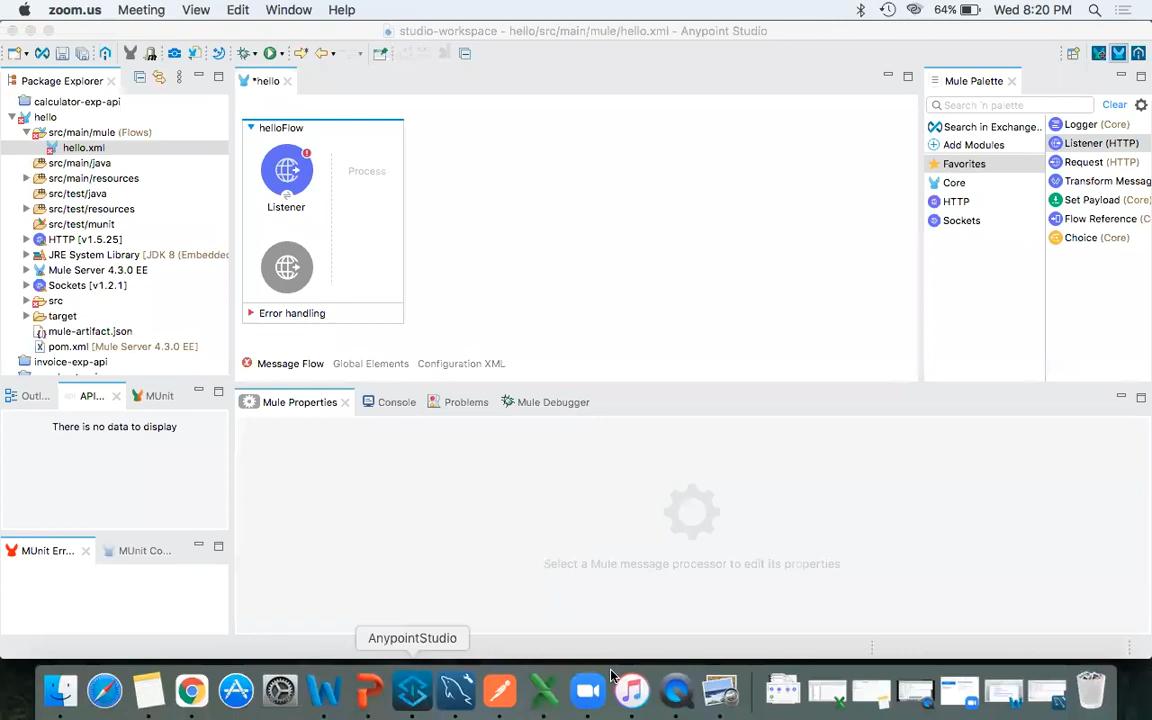 zoom.us Meeting View Edit Window Help 64% Wed 8:20 PM
studio-workspace - hello/src/main/mule/hello.xml - Anypoint Studio
Package Explorer
calculator-exp-api
hello
src/main/mule (Flows)
hello.xml
src/main/java
src/main/resources
src/test/java
src/test/resources
src/test/munit
HTTP [v1.5.25]
JRE System Library [JDK 8 (Embedded
Mule Server 4.3.0 EE
Sockets [v1.2.1]
src
target
mule-artifact.json
pom.xml [Mule Server 4.3.0 EE]
invoice-exp-api
*hello
helloFlow
Listener
Process
Error handling
Message Flow Global Elements Configuration XML
Mule Palette
Search in palette Clear
Search in Exchange...
Add Modules
Favorites
Core
HTTP
Sockets
Logger (Core)
Listener (HTTP)
Request (HTTP)
Transform Messag
Set Payload (Core)
Flow Reference (C
Choice (Core)
Outl... API... MUnit
There is no data to display
MUnit Err... MUnit Co...
Mule Properties Console Problems Mule Debugger
Select a Mule message processor to edit its properties
AnypointStudio